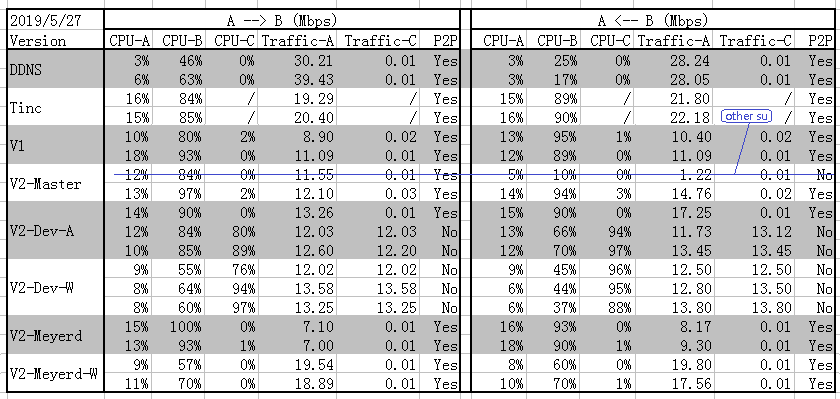 2019/5/27 A --> B (Mbps) A <-- B (Mbps)
Version CPU-A CPU-B CPU-C Traffic-A Traffic-C P2P CPU-A CPU-B CPU-C Traffic-A Traffic-C P2P
DDNS 3% 46% 0% 30.21 0.01 Yes 3% 25% 0% 28.24 0.01 Yes
6% 63% 0% 39.43 0.01 Yes 3% 17% 0% 28.05 0.01 Yes
Tinc 16% 84% / 19.29 / Yes 15% 89% / 21.80 / Yes
15% 85% / 20.40 / Yes 16% 90% / 22.18 / Yes
other su
V1 10% 80% 2% 8.90 0.02 Yes 13% 95% 1% 10.40 0.02 Yes
18% 93% 0% 11.09 0.01 Yes 12% 89% 0% 11.09 0.01 Yes
V2-Master 12% 84% 0% 11.55 0.01 Yes 5% 10% 0% 1.22 0.01 No
13% 97% 2% 12.10 0.03 Yes 14% 94% 3% 14.76 0.02 Yes
V2-Dev-A 14% 90% 0% 13.26 0.01 Yes 15% 90% 0% 17.25 0.01 Yes
12% 84% 80% 12.03 12.03 No 13% 66% 94% 11.73 13.12 No
10% 85% 89% 12.60 12.20 No 12% 70% 97% 13.45 13.45 No
V2-Dev-W 9% 55% 76% 12.02 12.02 No 9% 45% 96% 12.50 12.50 No
8% 64% 94% 13.58 13.58 No 6% 44% 95% 12.80 13.50 No
8% 60% 97% 13.25 13.25 No 6% 37% 88% 13.80 13.80 No
V2-Meyerd 15% 100% 0% 7.10 0.01 Yes 16% 93% 0% 8.17 0.01 Yes
13% 93% 1% 7.00 0.01 Yes 18% 90% 1% 9.30 0.01 Yes
V2-Meyerd-W 9% 57% 0% 19.54 0.01 Yes 8% 60% 0% 19.80 0.01 Yes
11% 70% 0% 18.89 0.01 Yes 10% 70% 1% 17.56 0.01 Yes